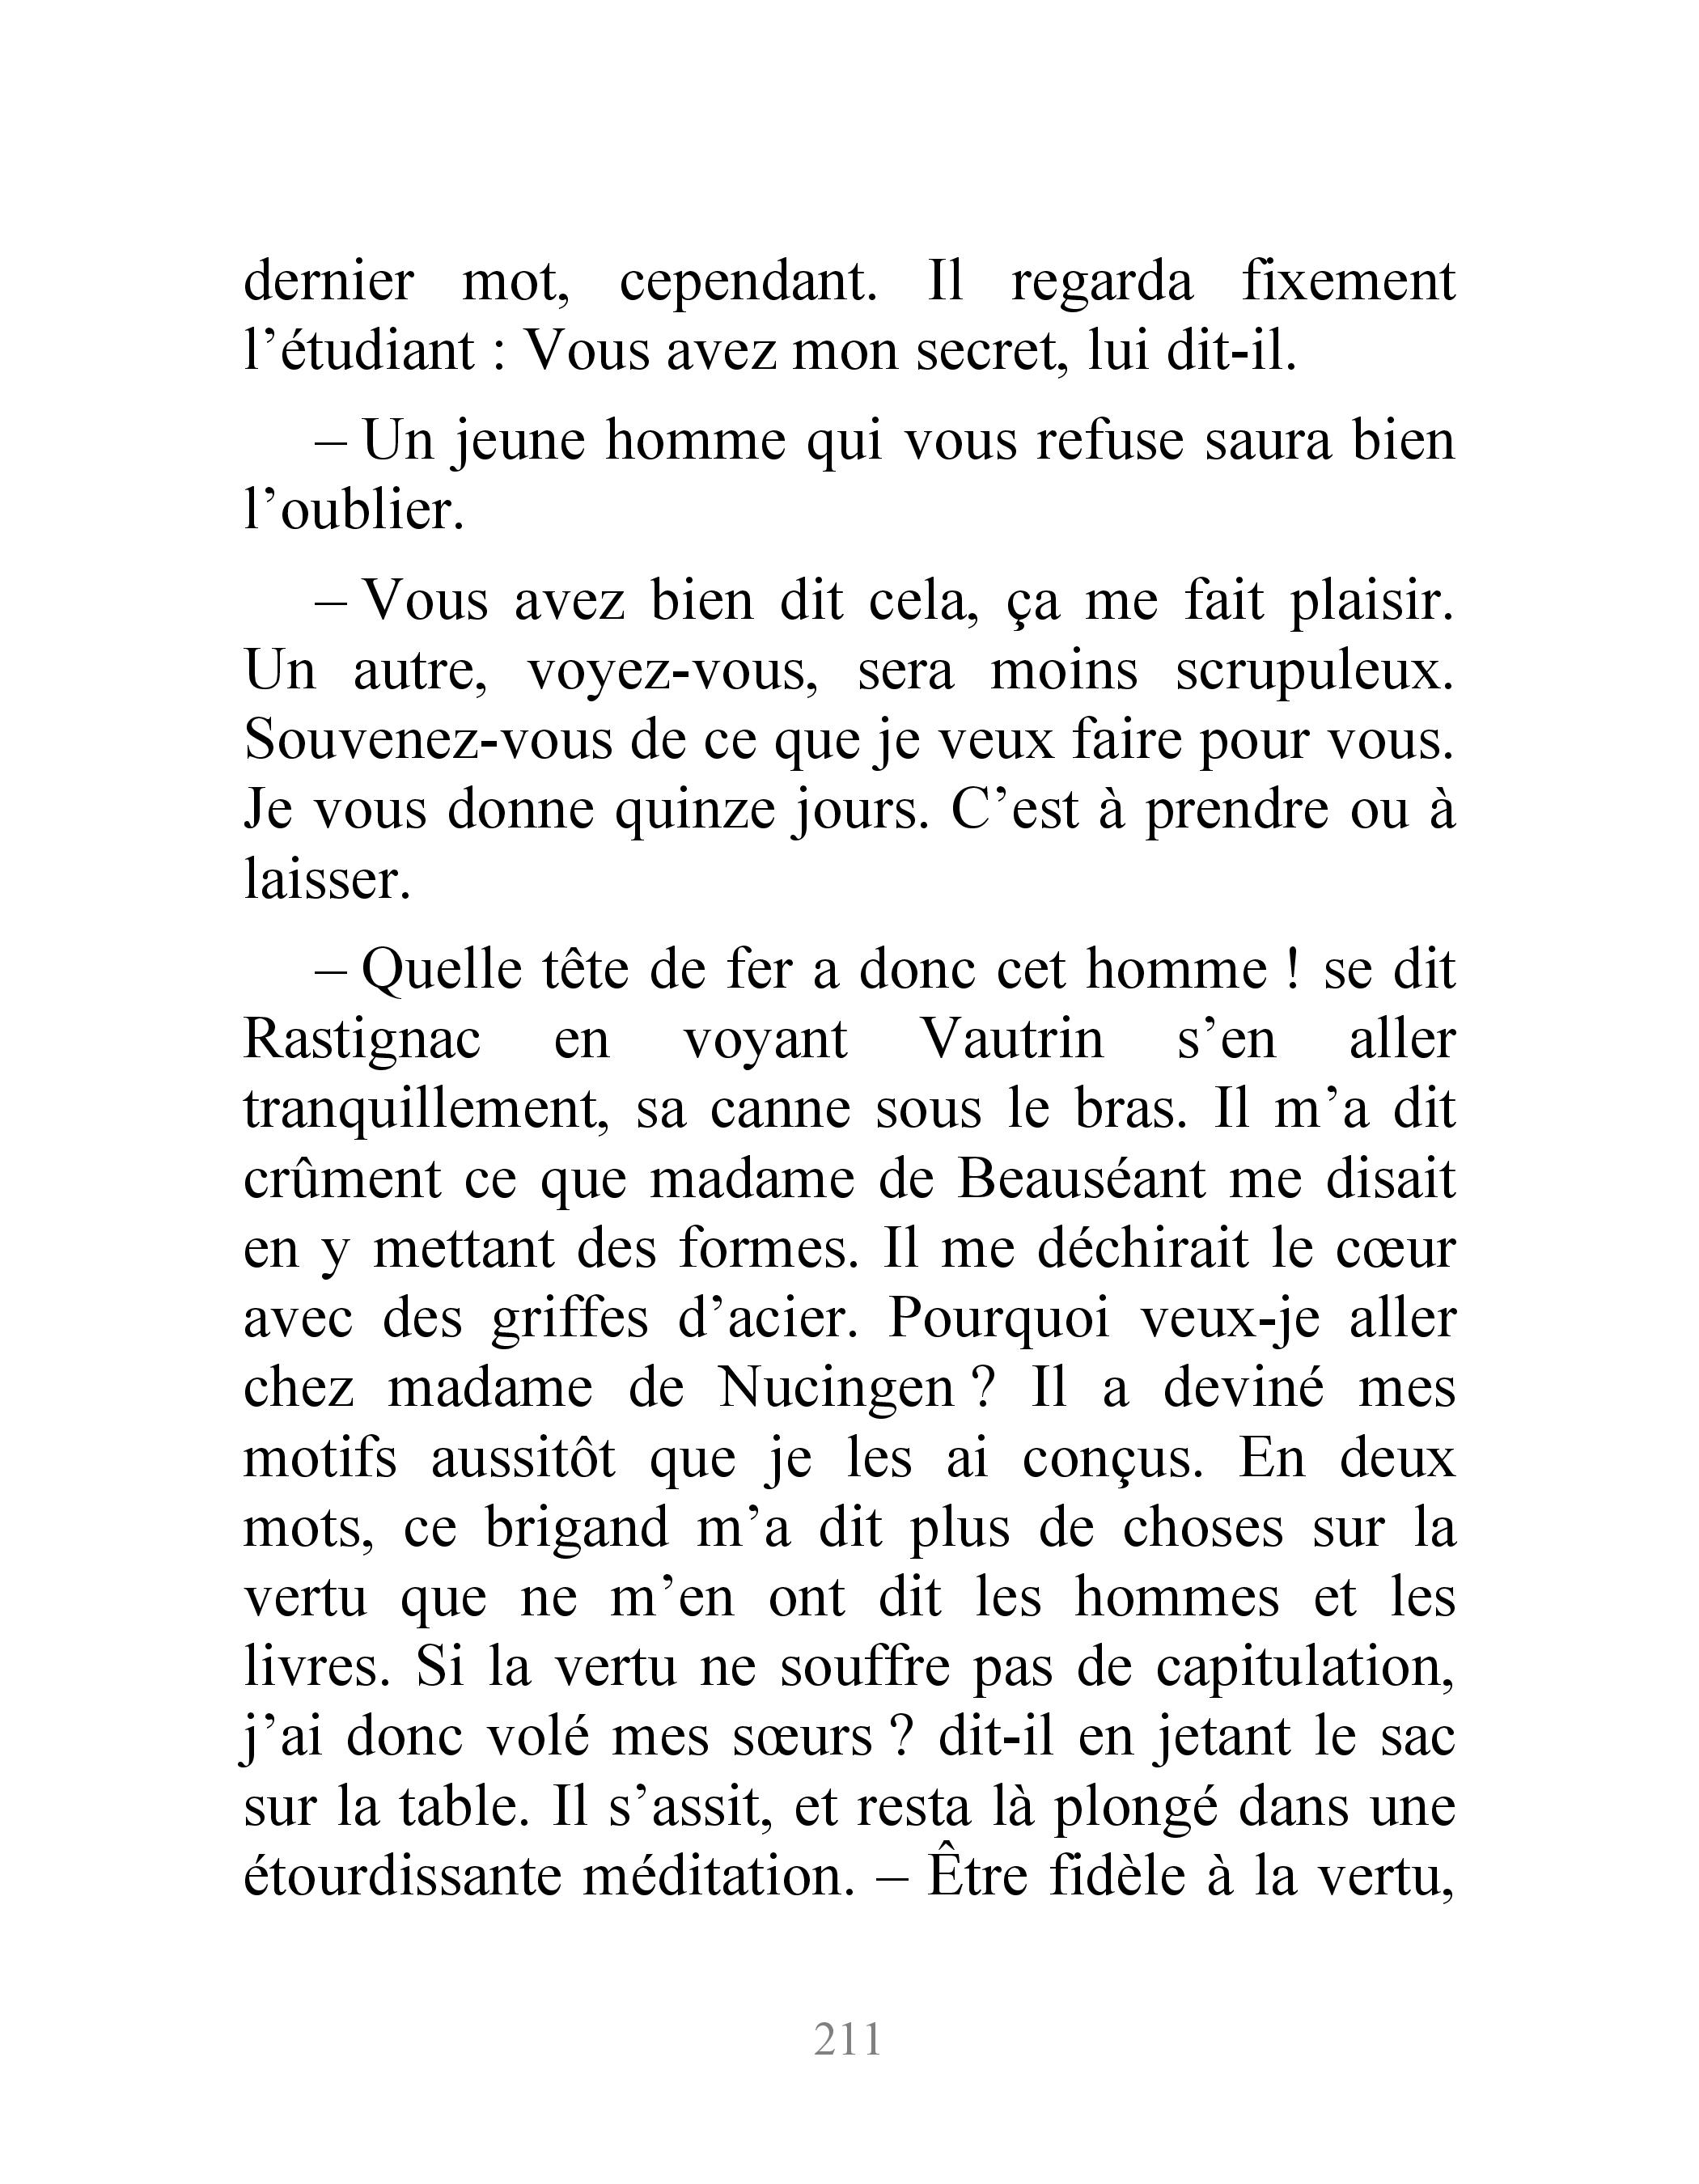 dernier mot, cependant. Il regarda fixement
l’étudiant : Vous avez mon secret, lui dit-il.
– Un jeune homme qui vous refuse saura bien
l’oublier.
– Vous avez bien dit cela, ça me fait plaisir.
Un autre, voyez-vous, sera moins scrupuleux.
Souvenez-vous de ce que je veux faire pour vous.
Je vous donne quinze jours. C’est à prendre ou à
laisser.
– Quelle tête de fer a donc cet homme ! se dit
Rastignac en voyant Vautrin s’en aller
tranquillement, sa canne sous le bras. Il m’a dit
crûment ce que madame de Beauséant me disait
en y mettant des formes. Il me déchirait le cœur
avec des griffes d’acier. Pourquoi veux-je aller
chez madame de Nucingen ? Il a deviné mes
motifs aussitôt que je les ai conçus. En deux
mots, ce brigand m’a dit plus de choses sur la
vertu que ne m’en ont dit les hommes et les
livres. Si la vertu ne souffre pas de capitulation,
j’ai donc volé mes sœurs ? dit-il en jetant le sac
sur la table. Il s’assit, et resta là plongé dans une
étourdissante méditation. – Être fidèle à la vertu,
211